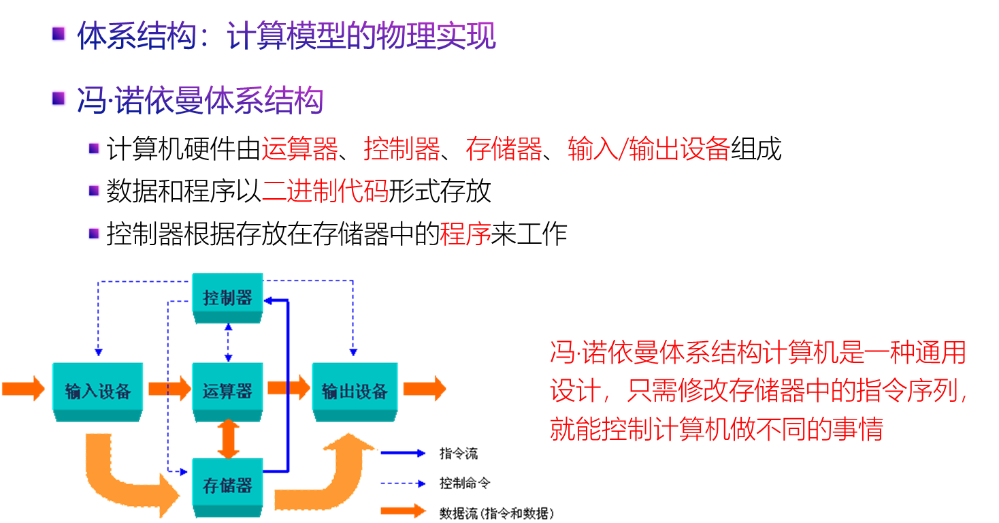 体系结构：计算模型的物理实现
冯·诺依曼体系结构
计算机硬件由运算器、控制器、存储器、输入/输出设备组成
数据和程序以二进制代码形式存放
控制器根据存放在存储器中的程序来工作
控制器
输入设备
运算器
输出设备
存储器
指令流
控制命令
数据流(指令和数据)
冯·诺依曼体系结构计算机是一种通用
设计，只需修改存储器中的指令序列，
就能控制计算机做不同的事情